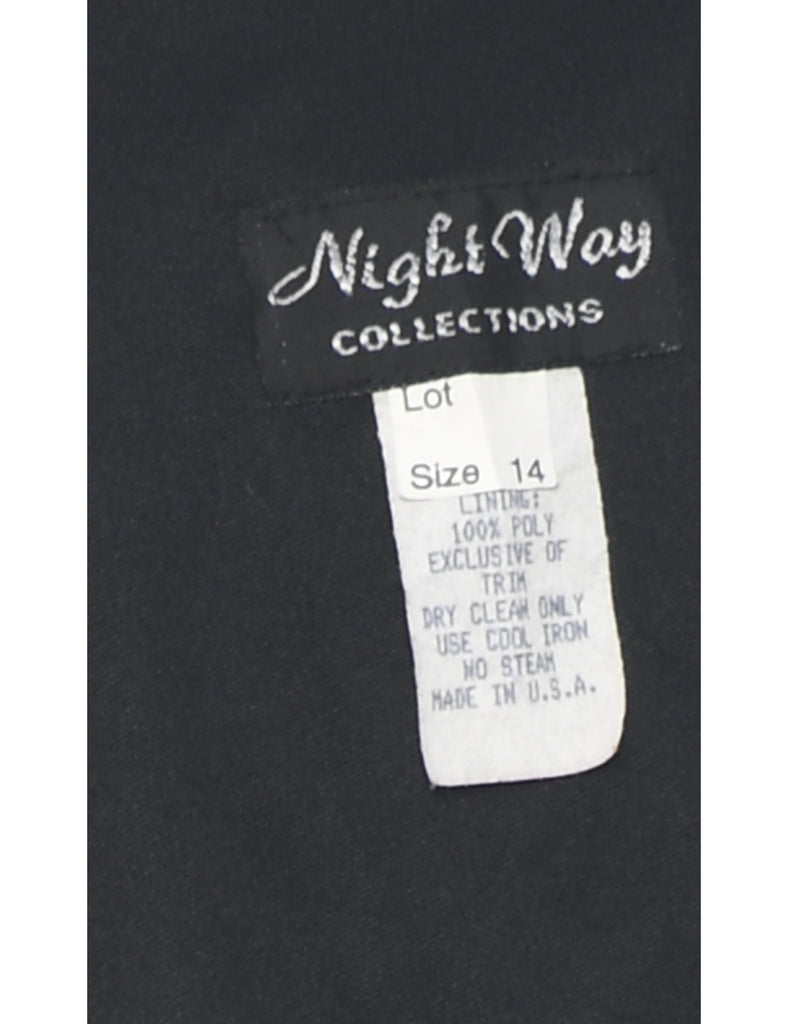 Night Way
COLLECTIONS
Lot
Size 14
LINING:
100% POLY
EXCLUSIVE OF
TRIM
DRY CLEAN ONLY
USE COOL IRON
NO STEAM
MADE IN U.S.A.